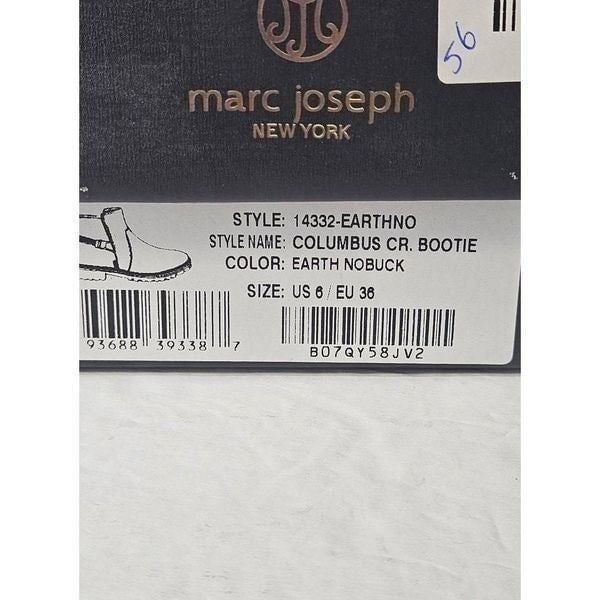 56
marc joseph
NEW YORK
STYLE: 14332-EARTHNO
STYLE NAME: COLUMBUS CR. BOOTIE
COLOR: EARTH NOBUCK
SIZE: US 6 / EU 36
93688 39338 7
B07QY58JV2